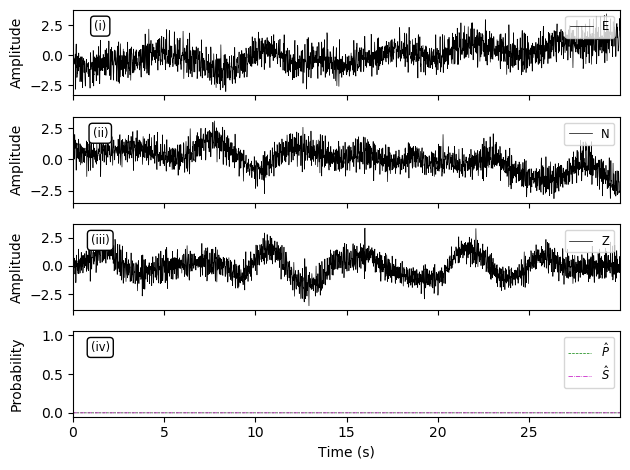 (i)
E
Amplitude
2.5
0.0
−2.5
(ii)
N
Amplitude
2.5
0.0
−2.5
(iii)
Z
Amplitude
2.5
0.0
−2.5
(iv)
P̂
Ŝ
Probability
1.0
0.5
0.0
0 5 10 15 20 25
Time (s)